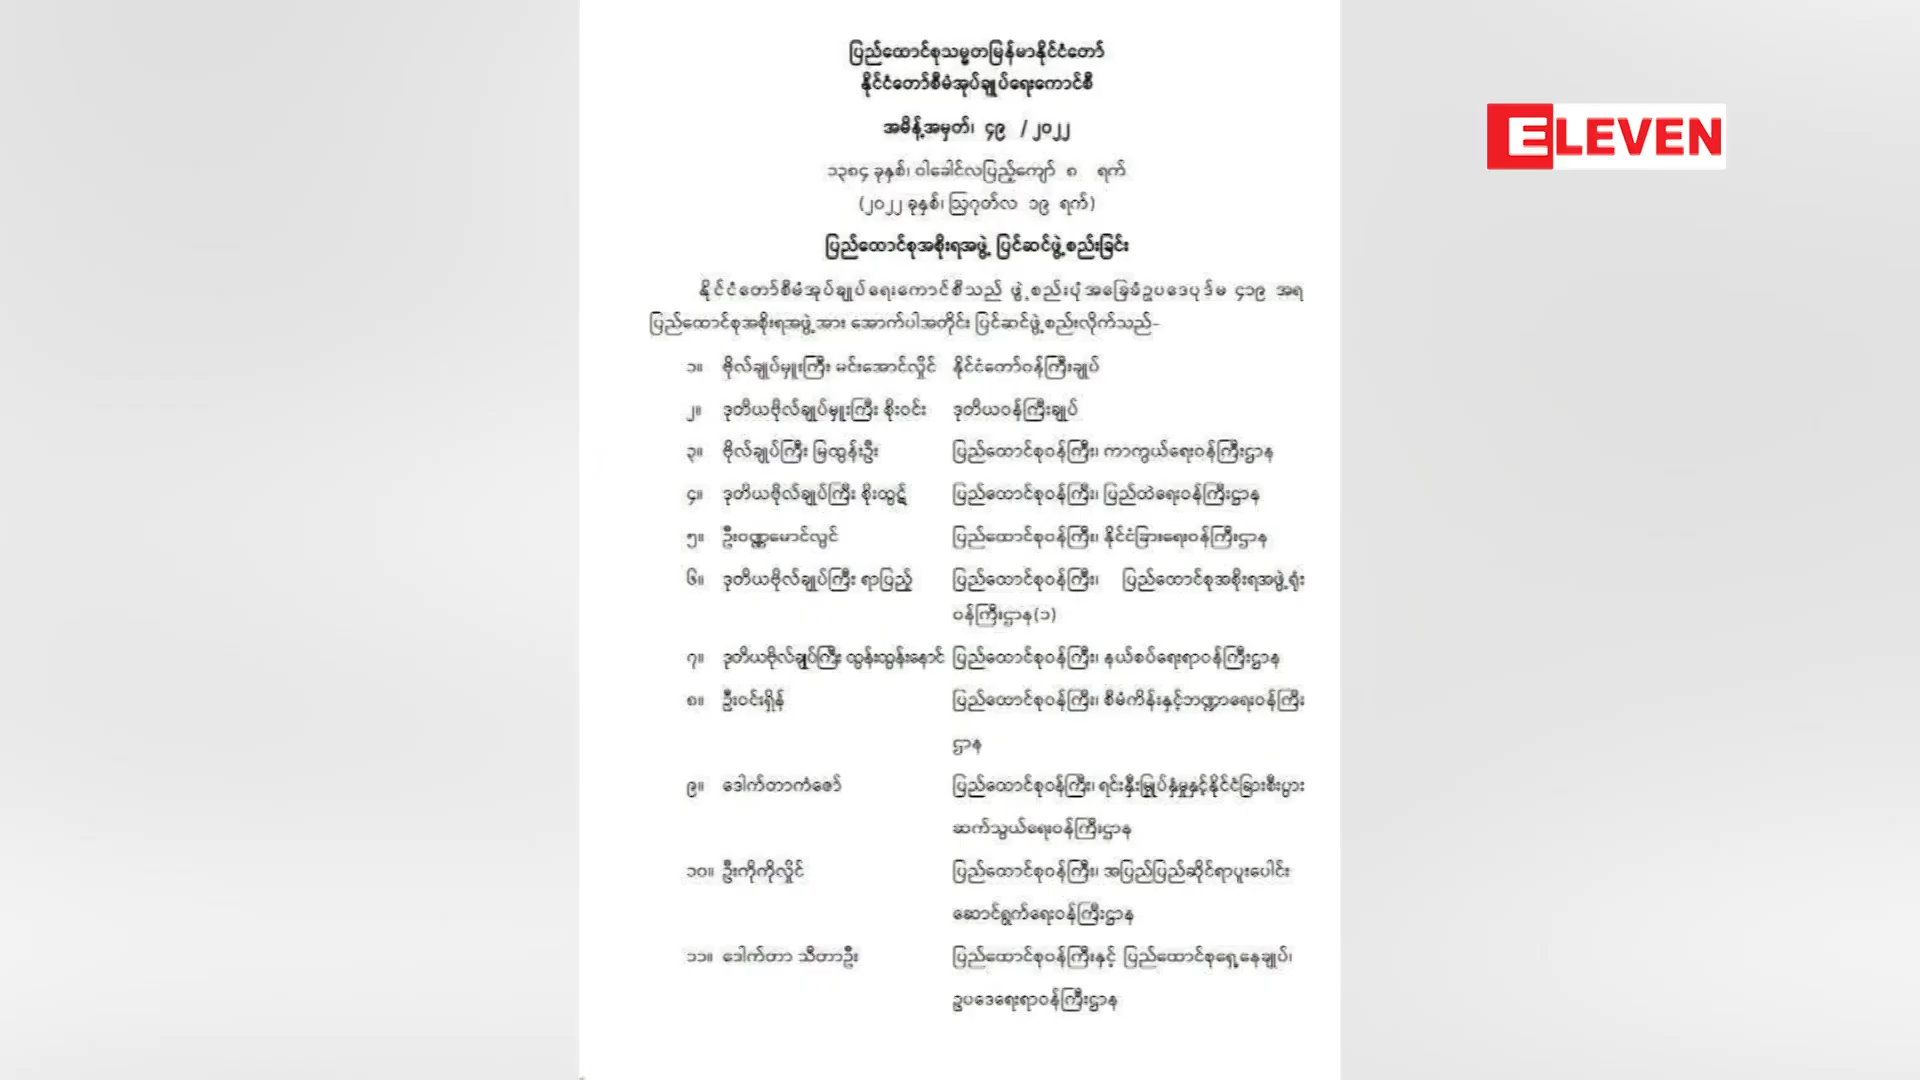 ပြည်ထောင်စုသမ္မတမြန်မာနိုင်ငံတော်
နိုင်ငံတော်စီမံအုပ်ချုပ်ရေးကောင်စီ
အမိန့်အမှတ်၊ ၄၉ / ၂၀၂၂
၁၃၈၄ ခုနှစ်၊ ဝါခေါင်လပြည့်ကျော် ၈ ရက်
(၂၀၂၂ ခုနှစ်၊ ဩဂုတ်လ ၁၉ ရက်)
ELEVEN
ပြည်ထောင်စုအစိုးရအဖွဲ့ ပြင်ဆင်ဖွဲ့စည်းခြင်း
နိုင်ငံတော်စီမံအုပ်ချုပ်ရေးကောင်စီသည် ဖွဲ့စည်းပုံအခြေခံဥပဒေပုဒ်မ ၄၁၉ အရ
ပြည်ထောင်စုအစိုးရအဖွဲ့အား အောက်ပါအတိုင်း ပြင်ဆင်ဖွဲ့စည်းလိုက်သည်-
၁။ ဗိုလ်ချုပ်မှူးကြီး မင်းအောင်လှိုင် နိုင်ငံတော်ဝန်ကြီးချုပ်
၂။ ဒုတိယဗိုလ်ချုပ်မှူးကြီး စိုးဝင်း ဒုတိယဝန်ကြီးချုပ်
၃။ ဗိုလ်ချုပ်ကြီး မြထွန်းဦး ပြည်ထောင်စုဝန်ကြီး၊ ကာကွယ်ရေးဝန်ကြီးဌာန
၄။ ဒုတိယဗိုလ်ချုပ်ကြီး စိုးထွဋ် ပြည်ထောင်စုဝန်ကြီး၊ ပြည်ထဲရေးဝန်ကြီးဌာန
၅။ ဦးဝဏ္ဏမောင်လွင် ပြည်ထောင်စုဝန်ကြီး၊ နိုင်ငံခြားရေးဝန်ကြီးဌာန
၆။ ဒုတိယဗိုလ်ချုပ်ကြီး ရာပြည့် ပြည်ထောင်စုဝန်ကြီး၊ ပြည်ထောင်စုအစိုးရအဖွဲ့ရုံး
ဝန်ကြီးဌာန(၁)
၇။ ဒုတိယဗိုလ်ချုပ်ကြီး ထွန်းထွန်းနောင် ပြည်ထောင်စုဝန်ကြီး၊ နယ်စပ်ရေးရာဝန်ကြီးဌာန
၈။ ဦးဝင်းရှိန် ပြည်ထောင်စုဝန်ကြီး၊ စီမံကိန်းနှင့်ဘဏ္ဍာရေးဝန်ကြီး
ဌာန
၉။ ဒေါက်တာကံဇော် ပြည်ထောင်စုဝန်ကြီး၊ ရင်းနှီးမြှုပ်နှံမှုနှင့်နိုင်ငံခြားစီးပွား
ဆက်သွယ်ရေးဝန်ကြီးဌာန
၁၀။ ဦးကိုကိုလှိုင် ပြည်ထောင်စုဝန်ကြီး၊ အပြည်ပြည်ဆိုင်ရာပူးပေါင်း
ဆောင်ရွက်ရေးဝန်ကြီးဌာန
၁၁။ ဒေါက်တာ သီတာဦး ပြည်ထောင်စုဝန်ကြီးနှင့် ပြည်ထောင်စုရှေ့နေချုပ်၊
ဥပဒေရေးရာဝန်ကြီးဌာန